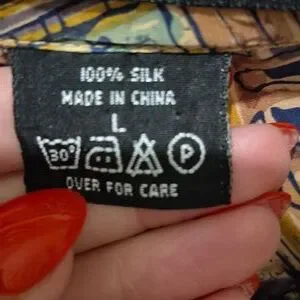 100% SILK
MADE IN CHINA
L
30°
P
OVER FOR CARE